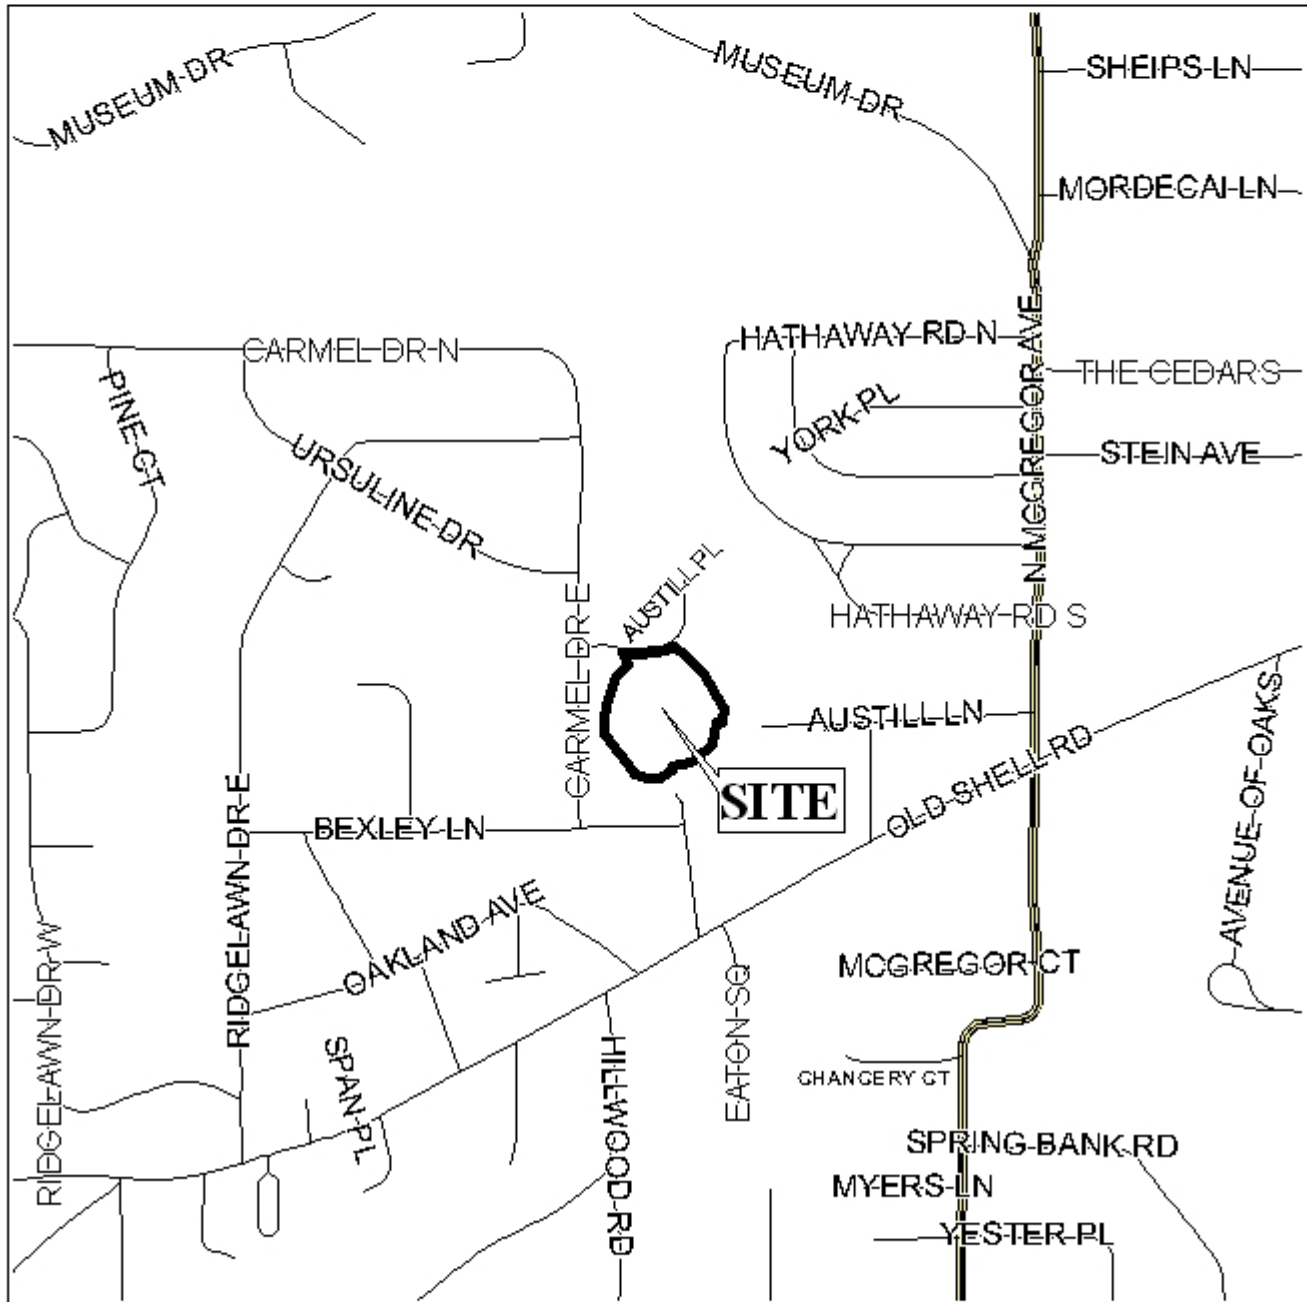 MUSEUM DR
MUSEUM DR
SHEIPS LN
MORDECAI LN
HATHAWAY RD N
CARMEL DR N
THE CEDARS
PINE CT
YORK PL
N MCGREGOR AVE
STEIN AVE
URSULINE DR
AUSTILL PL
HATHAWAY RD S
CARMEL DR E
AUSTILL LN
OLD SHELL RD
AVENUE OF OAKS
SITE
BEXLEY LN
RIDGELAWN DR E
OAKLAND AVE
RIDGELAWN DR W
MCGREGOR CT
EATON SQ
SPAN PL
HILLWOOD RD
CHANCERY CT
SPRING BANK RD
MYERS LN
YESTER PL